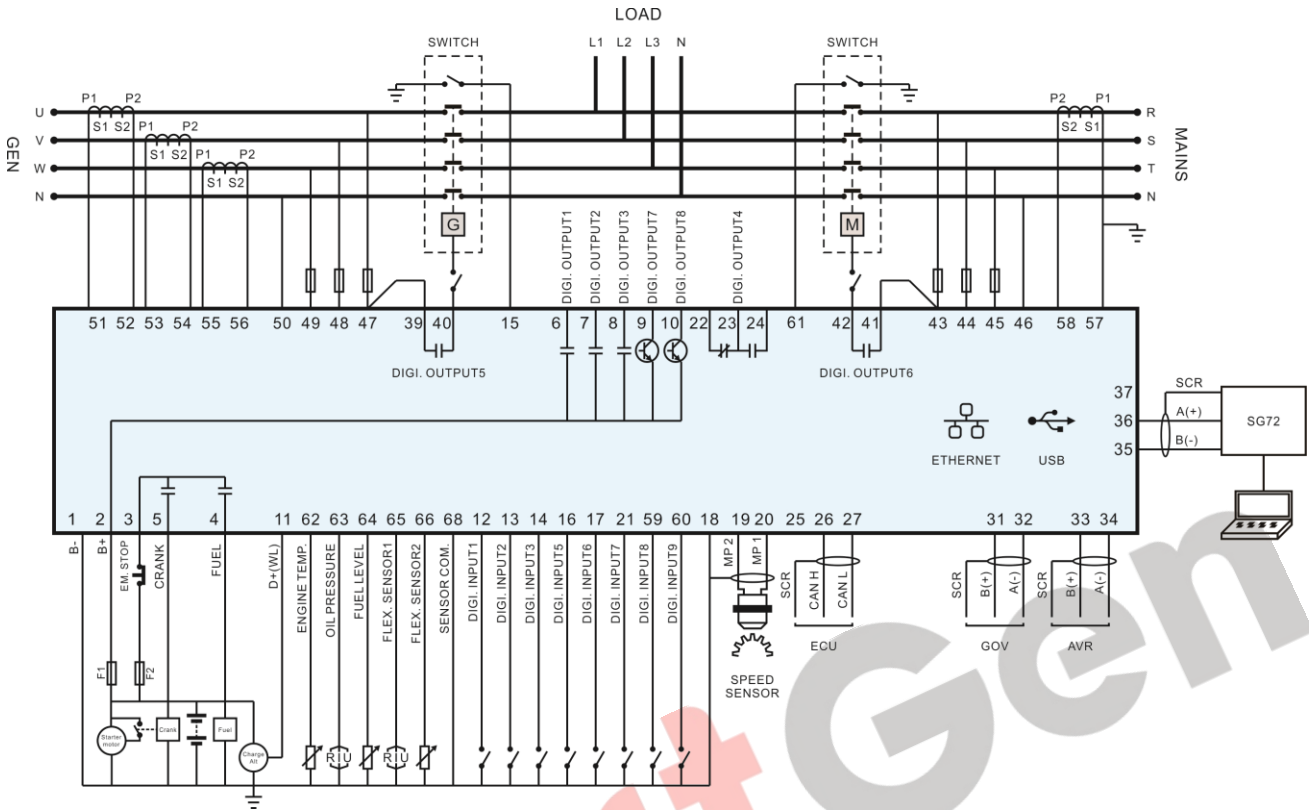 LOAD
SWITCH L1 L2 L3 N SWITCH
P1 P2 P2 P1
U S1 S2 S2 S1 R
P1 P2
V S1 S2 S
P1 P2
W S1 S2 T
N N
GEN
MAINS
G M
DIGI. OUTPUT1
DIGI. OUTPUT2
DIGI. OUTPUT3
DIGI. OUTPUT7
DIGI. OUTPUT8
DIGI. OUTPUT4
51 52 53 54 55 56 50 49 48 47 39 40 15 6 7 8 9 10 22 23 24 61 42 41 43 44 45 46 58 57
DIGI. OUTPUT5 DIGI. OUTPUT6
37 SCR
36 A(+)
35 B(-)
SG72
ETHERNET USB
1 2 3 5 4 11 62 63 64 65 66 68 12 13 14 16 17 21 59 60 18 19 20 25 26 27 31 32 33 34
B-
B+
EM. STOP
CRANK
FUEL
D+(WL)
ENGINE TEMP.
OIL PRESSURE
FUEL LEVEL
FLEX. SENSOR1
FLEX. SENSOR2
SENSOR COM.
DIGI. INPUT1
DIGI. INPUT2
DIGI. INPUT3
DIGI. INPUT5
DIGI. INPUT6
DIGI. INPUT7
DIGI. INPUT8
DIGI. INPUT9
MP 2
MP 1
SCR
CAN H
CAN L
SCR
B(+)
A(-)
SCR
B(+)
A(-)
ECU GOV AVR
SPEED
SENSOR
F1 F2
Starter
motor
Crank
Fuel
Charge
Alt
RIU RIU
tGen